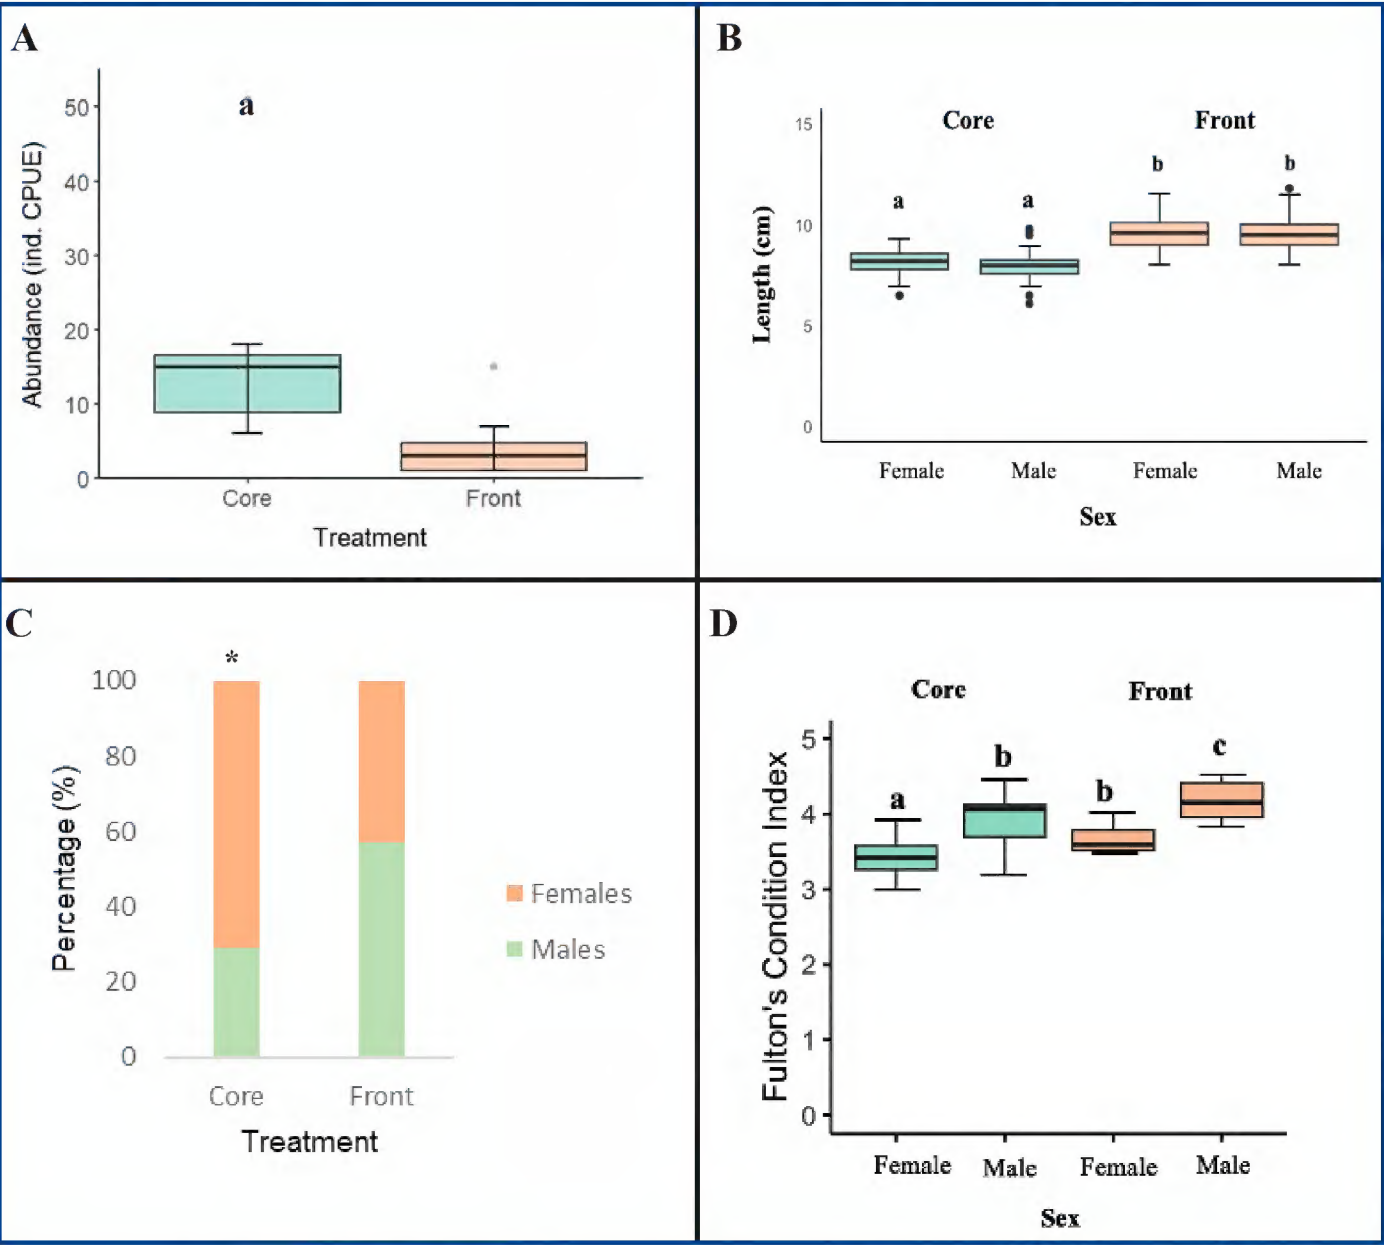 A
a
50
40
30
20
10
0
Abundance (ind. CPUE)
Core
Front
Treatment
B
Core
Front
15
10
5
0
a
a
b
b
Length (cm)
Female
Male
Female
Male
Sex
C
*
100
80
60
40
20
0
Percentage (%)
Females
Males
Core
Front
Treatment
D
Core
Front
5
4
3
2
1
0
a
b
b
c
Fulton's Condition Index
Female
Male
Female
Male
Sex